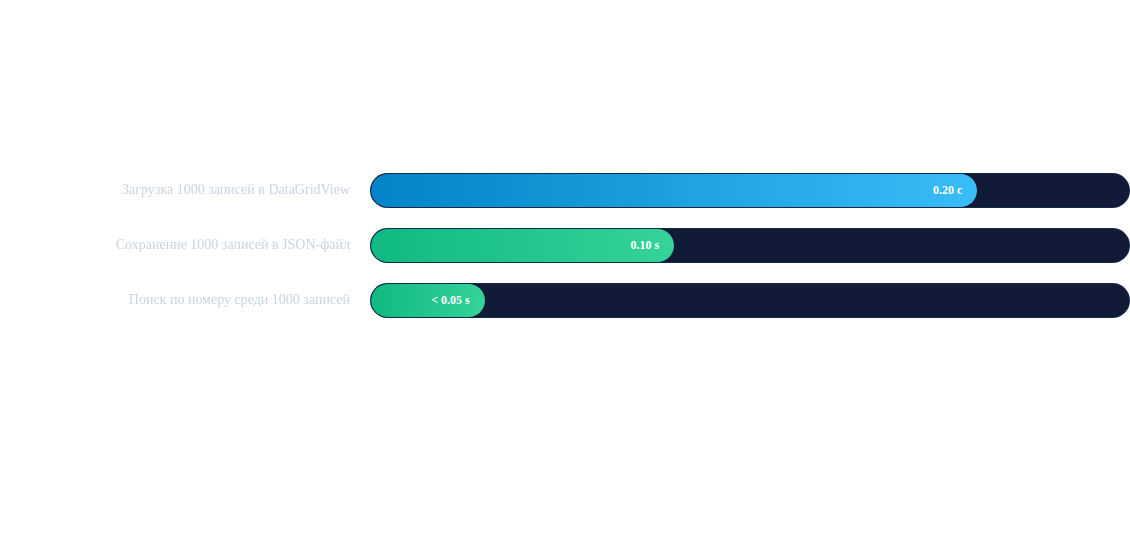 Загрузка 1000 записей в DataGridView 0.20 с
Сохранение 1000 записей в JSON-файл 0.10 s
Поиск по номеру среди 1000 записей < 0.05 s